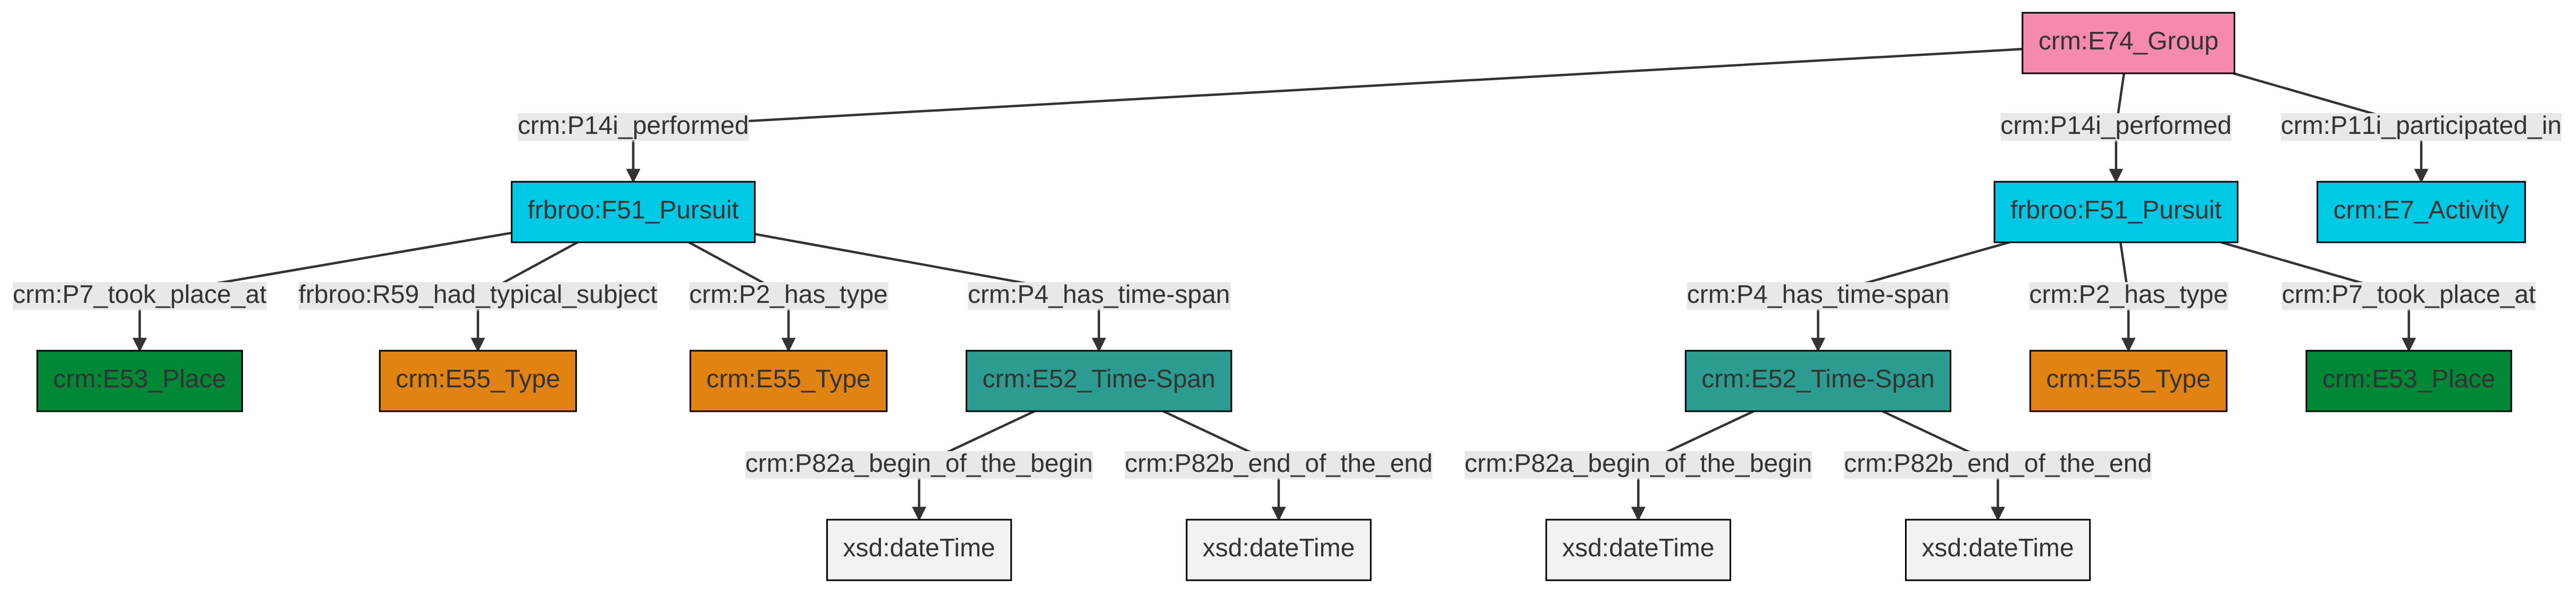 crm:E74_Group
crm:P14i_performed
crm:P14i_performed
crm:P11i_participated_in
frbroo:F51_Pursuit
frbroo:F51_Pursuit
crm:E7_Activity
crm:P7_took_place_at
frbroo:R59_had_typical_subject
crm:P2_has_type
crm:P4_has_time-span
crm:P4_has_time-span
crm:P2_has_type
crm:P7_took_place_at
crm:E53_Place
crm:E55_Type
crm:E55_Type
crm:E52_Time-Span
crm:E52_Time-Span
crm:E55_Type
crm:E53_Place
crm:P82a_begin_of_the_begin
crm:P82b_end_of_the_end
crm:P82a_begin_of_the_begin
crm:P82b_end_of_the_end
xsd:dateTime
xsd:dateTime
xsd:dateTime
xsd:dateTime